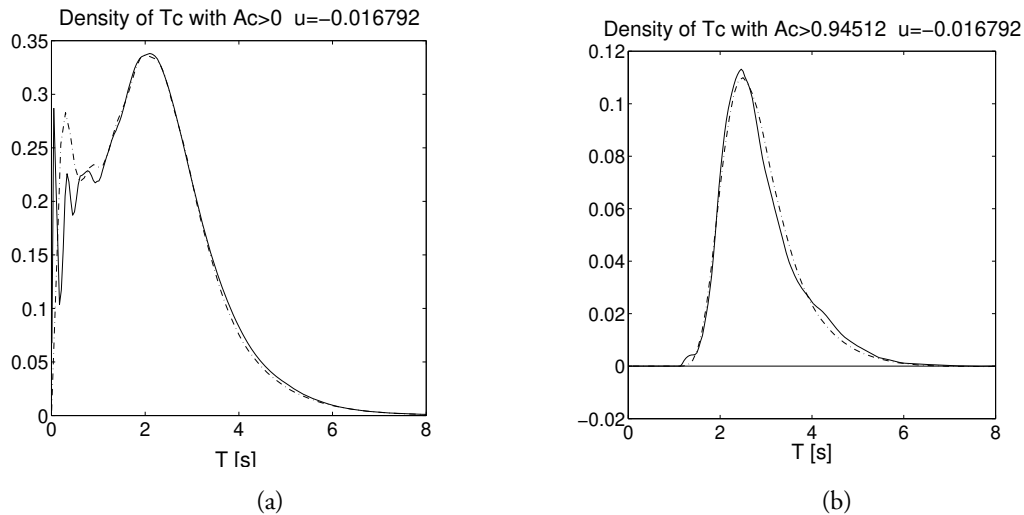 Density of Tc with Ac>0 u=−0.016792
0.35
0.3
0.25
0.2
0.15
0.1
0.05
0
0 2 4 6 8
T [s]
(a)
Density of Tc with Ac>0.94512 u=−0.016792
0.12
0.1
0.08
0.06
0.04
0.02
0
−0.02
0 2 4 6 8
T [s]
(b)